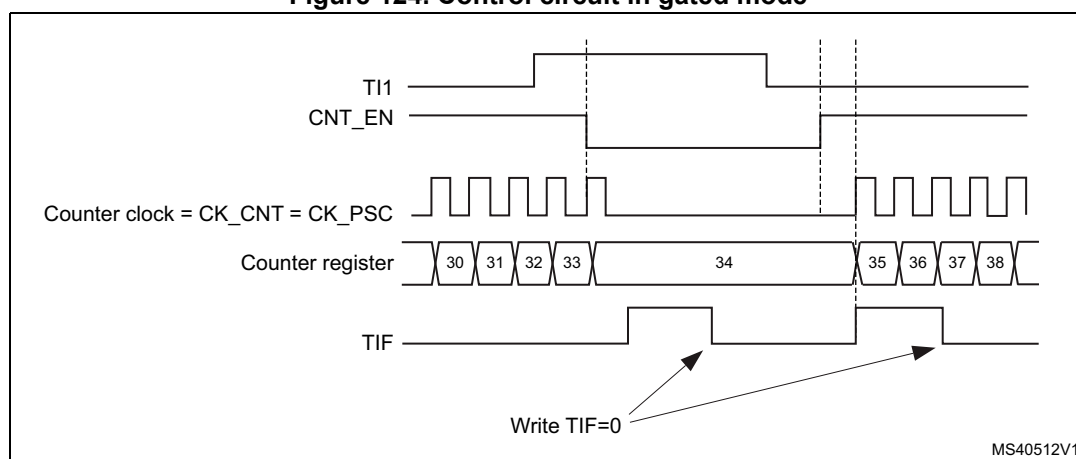 Figure 124. Control circuit in gated mode
TI1
CNT_EN
Counter clock = CK_CNT = CK_PSC
Counter register
30 31 32 33 34 35 36 37 38
TIF
Write TIF=0
MS40512V1